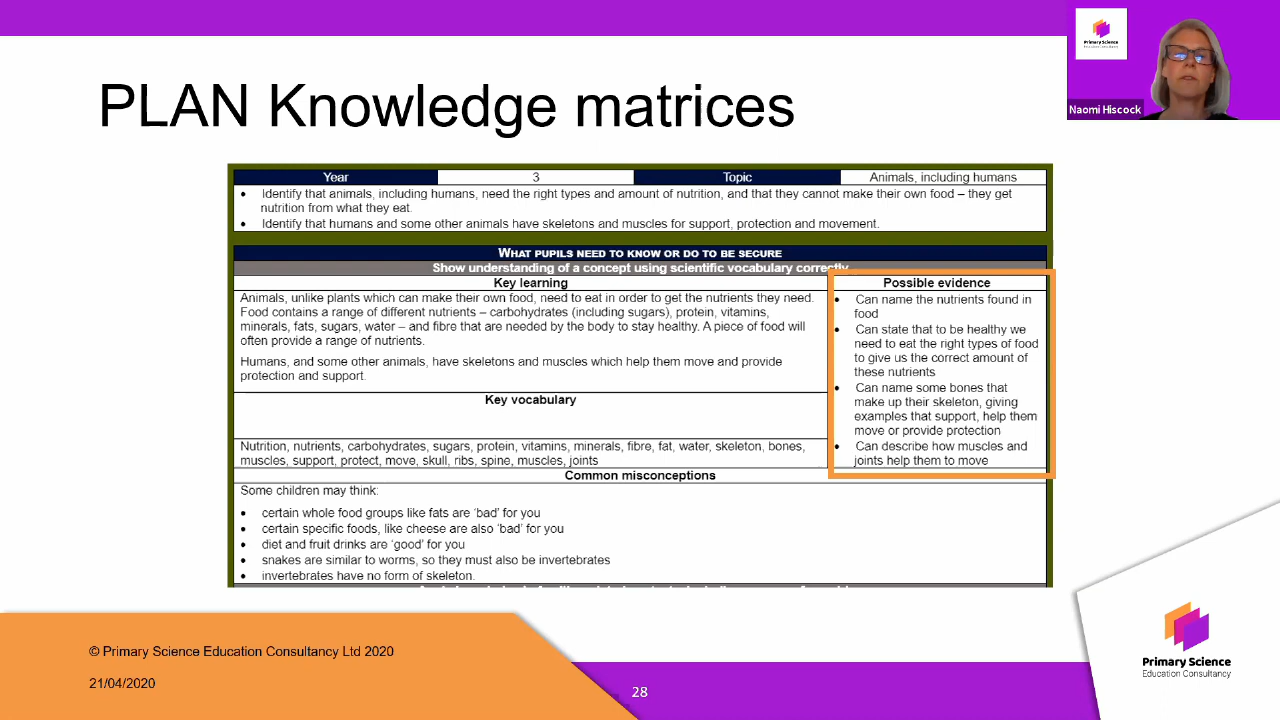 Primary Science
Education Consultancy
Naomi Hiscock
PLAN Knowledge matrices
Year 3 Topic Animals, including humans
• Identify that animals, including humans, need the right types and amount of nutrition, and that they cannot make their own food – they get
nutrition from what they eat.
• Identify that humans and some other animals have skeletons and muscles for support, protection and movement.
WHAT PUPILS NEED TO KNOW OR DO TO BE SECURE
Show understanding of a concept using scientific vocabulary correctly
Key learning
Animals, unlike plants which can make their own food, need to eat in order to get the nutrients they need.
Food contains a range of different nutrients – carbohydrates (including sugars), protein, vitamins,
minerals, fats, sugars, water – and fibre that are needed by the body to stay healthy. A piece of food will
often provide a range of nutrients.
Humans, and some other animals, have skeletons and muscles which help them move and provide
protection and support.
Key vocabulary
Nutrition, nutrients, carbohydrates, sugars, protein, vitamins, minerals, fibre, fat, water, skeleton, bones,
muscles, support, protect, move, skull, ribs, spine, muscles, joints
Possible evidence
• Can name the nutrients found in
food
• Can state that to be healthy we
need to eat the right types of food
to give us the correct amount of
these nutrients
• Can name some bones that
make up their skeleton, giving
examples that support, help them
move or provide protection
• Can describe how muscles and
joints help them to move
Common misconceptions
Some children may think:
• certain whole food groups like fats are ‘bad’ for you
• certain specific foods, like cheese are also ‘bad’ for you
• diet and fruit drinks are ‘good’ for you
• snakes are similar to worms, so they must also be invertebrates
• invertebrates have no form of skeleton.
© Primary Science Education Consultancy Ltd 2020
21/04/2020
28
Primary Science
Education Consultancy